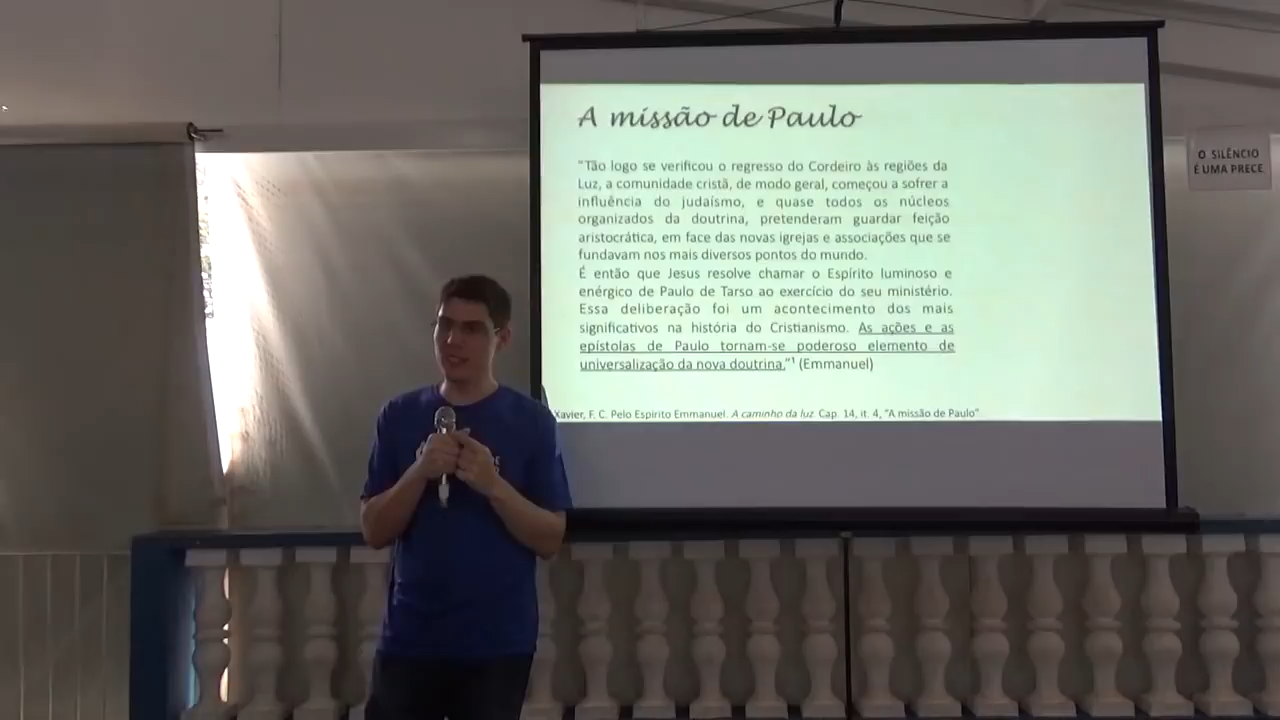 A missão de Paulo
“Tão logo se verificou o regresso do Cordeiro às regiões da
Luz, a comunidade cristã, de modo geral, começou a sofrer a
influência do judaísmo, e quase todos os núcleos
organizados da doutrina, pretenderam guardar feição
aristocrática, em face das novas igrejas e associações que se
fundavam nos mais diversos pontos do mundo.
É então que Jesus resolve chamar o Espírito luminoso e
enérgico de Paulo de Tarso ao exercício do seu ministério.
Essa deliberação foi um acontecimento dos mais
significativos na história do Cristianismo. As ações e as
epístolas de Paulo tornam-se poderoso elemento de
universalização da nova doutrina.”¹ (Emmanuel)
Xavier, F. C. Pelo Espirito Emmanuel. A caminho da luz. Cap. 14, it. 4, “A missão de Paulo”
O SILÊNCIO
É UMA PRECE